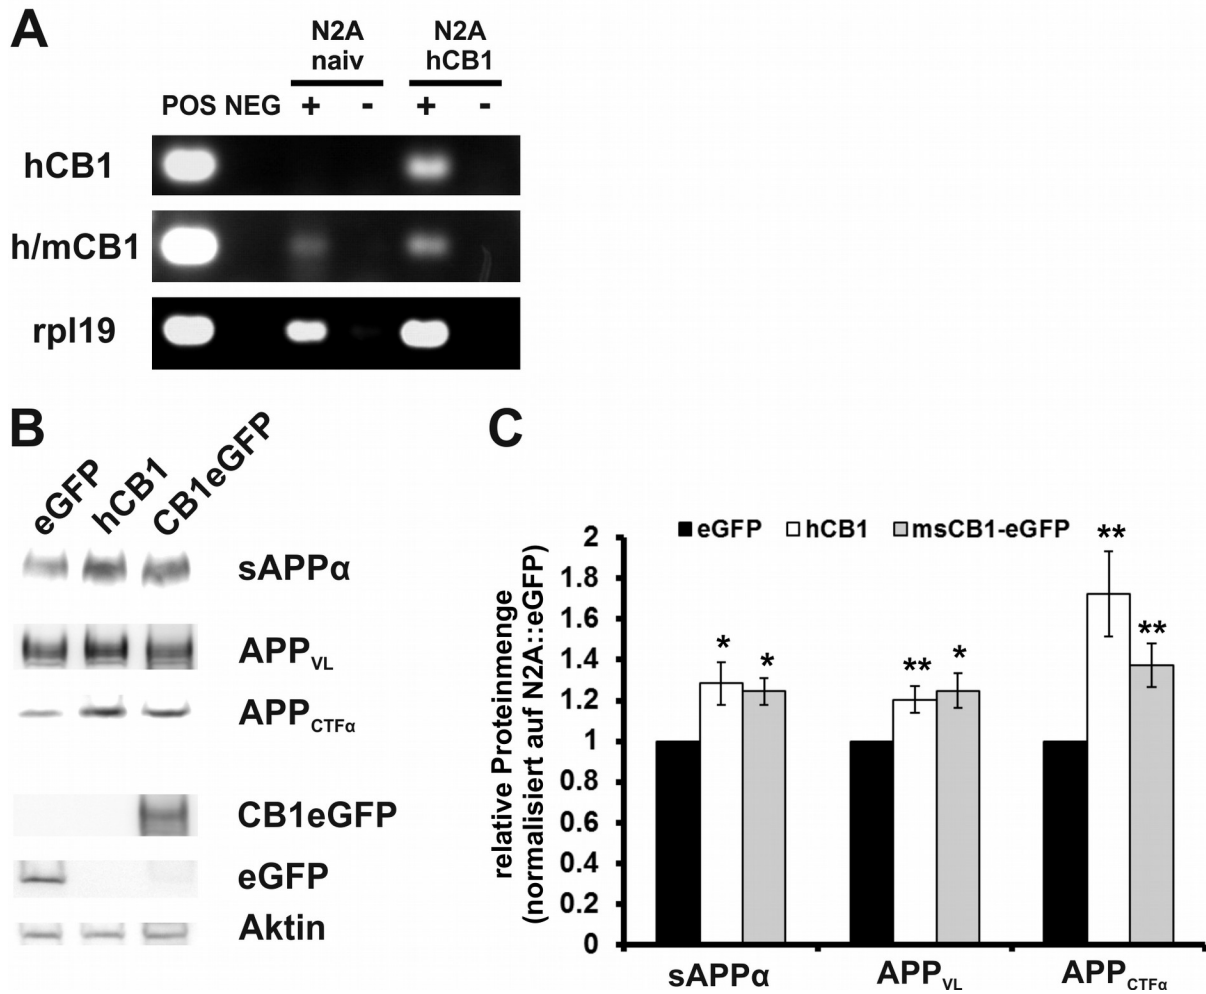 A
N2A
naiv
N2A
hCB1
POS NEG + - + -
hCB1
h/mCB1
rpl19
B
eGFP
hCB1
CB1eGFP
sAPPα
APPVL
APPCTFα
CB1eGFP
eGFP
Aktin
C
eGFP hCB1 msCB1-eGFP
relative Proteinmenge
(normalisiert auf N2A::eGFP)
2
1.8
1.6
1.4
1.2
1
0.8
0.6
0.4
0.2
0
* * ** * ** **
sAPPα APPVL APPCTFα